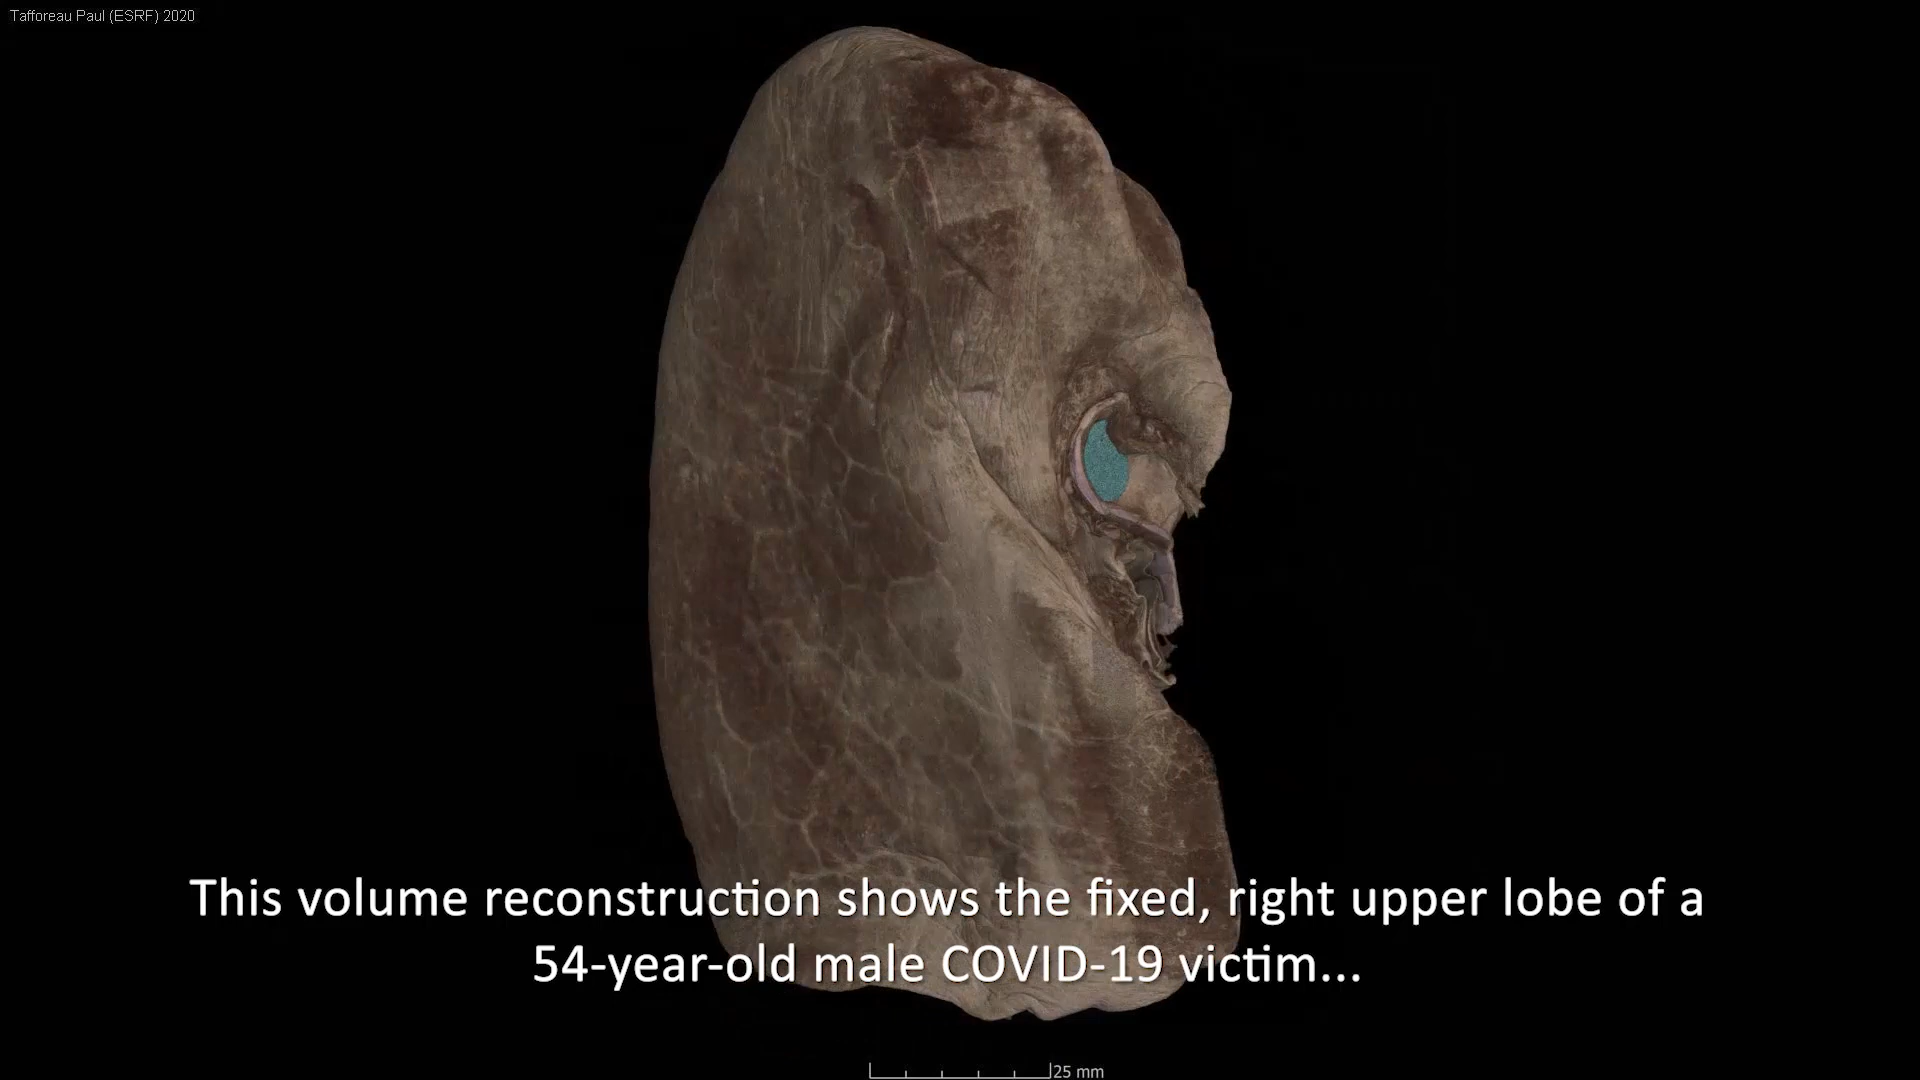 Tafforeau Paul (ESRF) 2020
This volume reconstruction shows the fixed, right upper lobe of a
54-year-old male COVID-19 victim...
25 mm